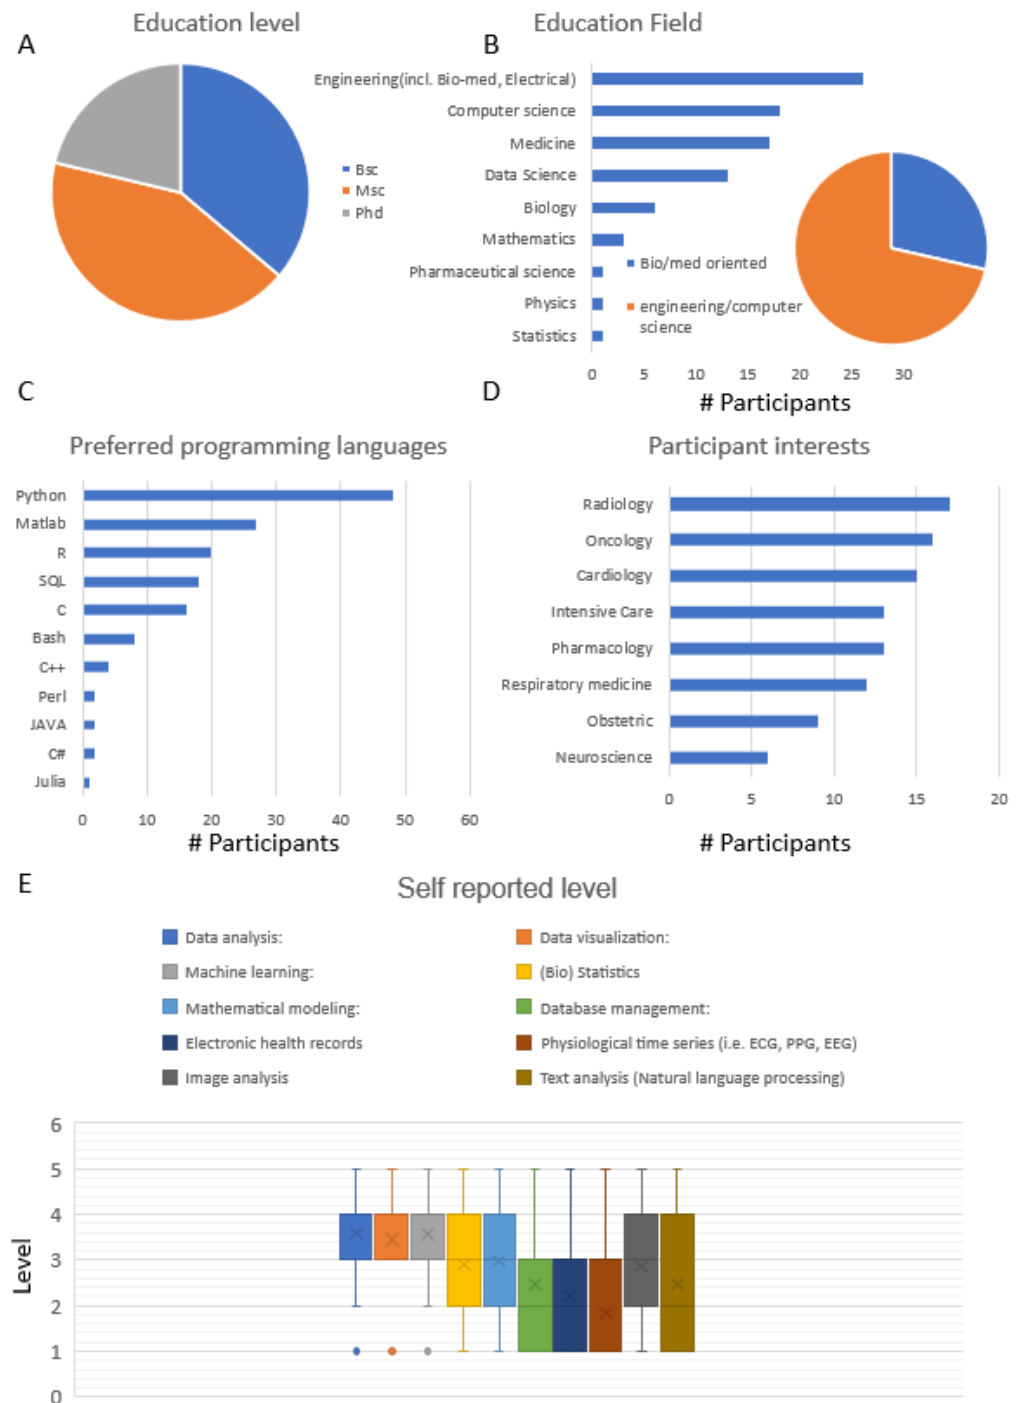 A
Education level
Bsc
Msc
Phd
B
Education Field
Engineering(incl. Bio-med, Electrical)
Computer science
Medicine
Data Science
Biology
Mathematics
Pharmaceutical science
Physics
Statistics
Bio/med oriented
engineering/computer
science
0 5 10 15 20 25 30
# Participants
C
Preferred programming languages
Python
Matlab
R
SQL
C
Bash
C++
Perl
JAVA
C#
Julia
0 10 20 30 40 50 60
# Participants
D
Participant interests
Radiology
Oncology
Cardiology
Intensive Care
Pharmacology
Respiratory medicine
Obstetric
Neuroscience
0 5 10 15 20
# Participants
E
Self reported level
Data analysis: Data visualization:
Machine learning: (Bio) Statistics
Mathematical modeling: Database management:
Electronic health records Physiological time series (i.e. ECG, PPG, EEG)
Image analysis Text analysis (Natural language processing)
Level
6
5
4
3
2
1
0